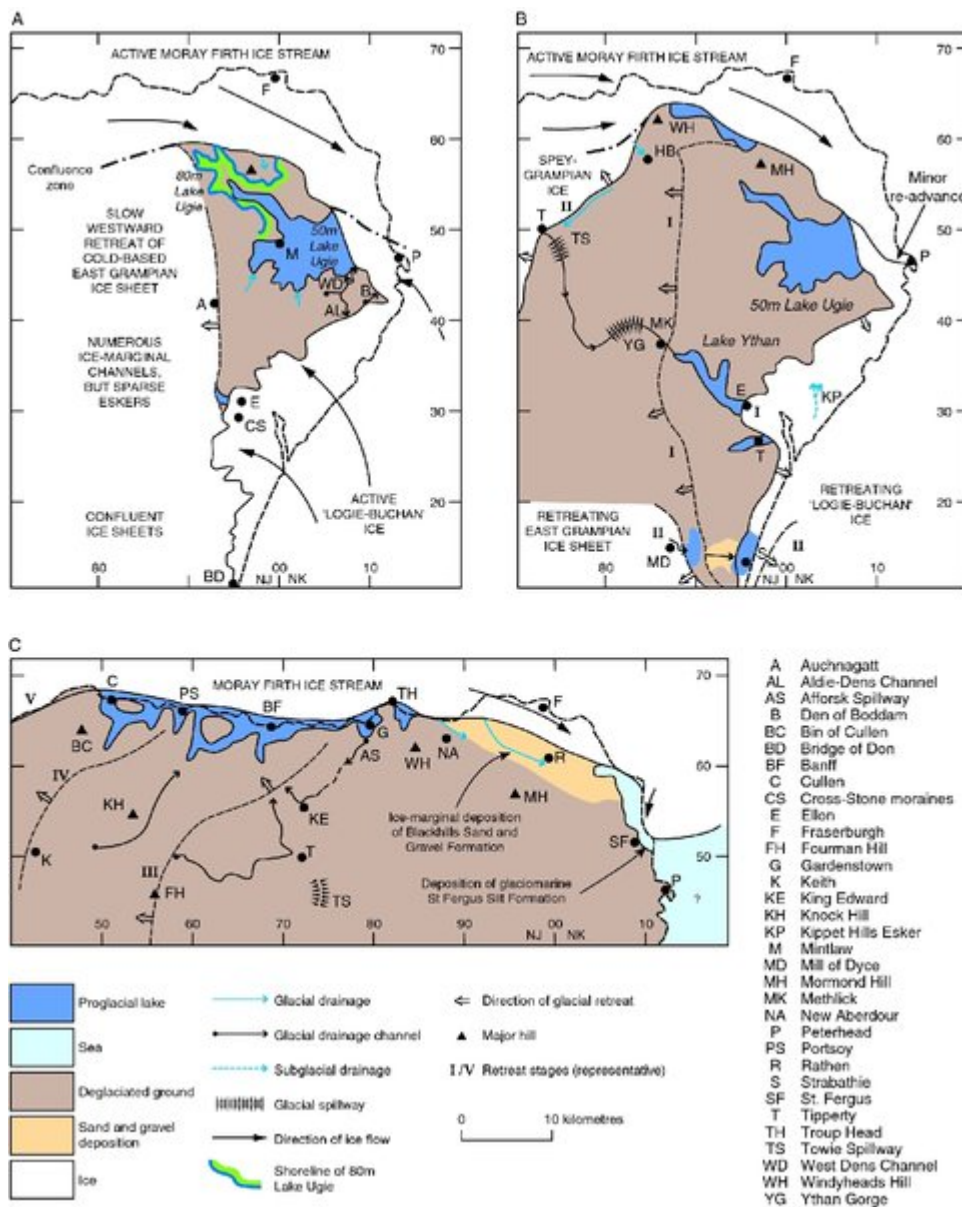 A
70
60
50
40
30
20
80
NJ
NK
10
ACTIVE MORAY FIRTH ICE STREAM
F
Confluence
zone
80m
Lake
Ugie
SLOW
WESTWARD
RETREAT OF
COLD-BASED
EAST GRAMPIAN
ICE SHEET
50m
Lake
Ugie
M
P
WD
B
AL
A
NUMEROUS
ICE-MARGINAL
CHANNELS,
BUT SPARSE
ESKERS
E
CS
ACTIVE
'LOGIE-BUCHAN'
ICE
CONFLUENT
ICE SHEETS
BD
B
70
60
50
40
30
20
80
NJ
NK
00
10
ACTIVE MORAY FIRTH ICE STREAM
F
WH
HB
MH
SPEY-
GRAMPIAN
ICE
Minor
re-advance
II
I
T
TS
P
50m Lake Ugie
MK
Lake Ythan
YG
E
I
KP
I
T
RETREATING
EAST GRAMPIAN
ICE SHEET
RETREATING
'LOGIE-BUCHAN'
ICE
II
II
MD
C
70
60
50
50
60
70
80
90
NJ
NK
00
10
MORAY FIRTH ICE STREAM
V
C
PS
BF
TH
F
G
BC
AS
NA
R
IV
WH
KH
MH
KE
Ice-marginal deposition
of Blackhills Sand and
Gravel Formation
K
T
SF
III
FH
TS
Deposition of glaciomarine
St Fergus Silt Formation
P
?
Proglacial lake
Sea
Deglaciated ground
Sand and gravel
deposition
Ice
Glacial drainage
Glacial drainage channel
Subglacial drainage
Glacial spillway
Direction of ice flow
Shoreline of 80m
Lake Ugie
Direction of glacial retreat
Major hill
I/V Retreat stages (representative)
0 10 kilometres
A Auchnagatt
AL Aldie-Dens Channel
AS Afforsk Spillway
B Den of Boddam
BC Bin of Cullen
BD Bridge of Don
BF Banff
C Cullen
CS Cross-Stone moraines
E Ellon
F Fraserburgh
FH Fourman Hill
G Gardenstown
K Keith
KE King Edward
KH Knock Hill
KP Kippet Hills Esker
M Mintlaw
MD Mill of Dyce
MH Mormond Hill
MK Methlick
NA New Aberdour
P Peterhead
PS Portsoy
R Rathen
S Strabathie
SF St. Fergus
T Tipperty
TH Troup Head
TS Towie Spillway
WD West Dens Channel
WH Windyheads Hill
YG Ythan Gorge